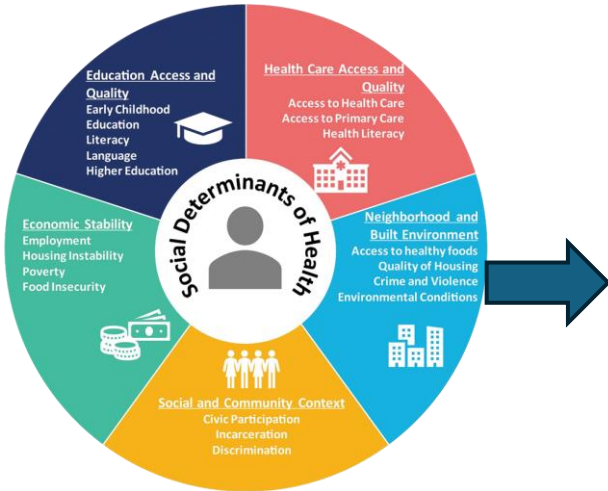 Education Access and
Quality
Early Childhood
Education
Literacy
Language
Higher Education
Health Care Access and
Quality
Access to Health Care
Access to Primary Care
Health Literacy
Social Determinants of Health
Economic Stability
Employment
Housing Instability
Poverty
Food Insecurity
Neighborhood and
Built Environment
Access to healthy foods
Quality of Housing
Crime and Violence
Environmental Conditions
Social and Community Context
Civic Participation
Incarceration
Discrimination